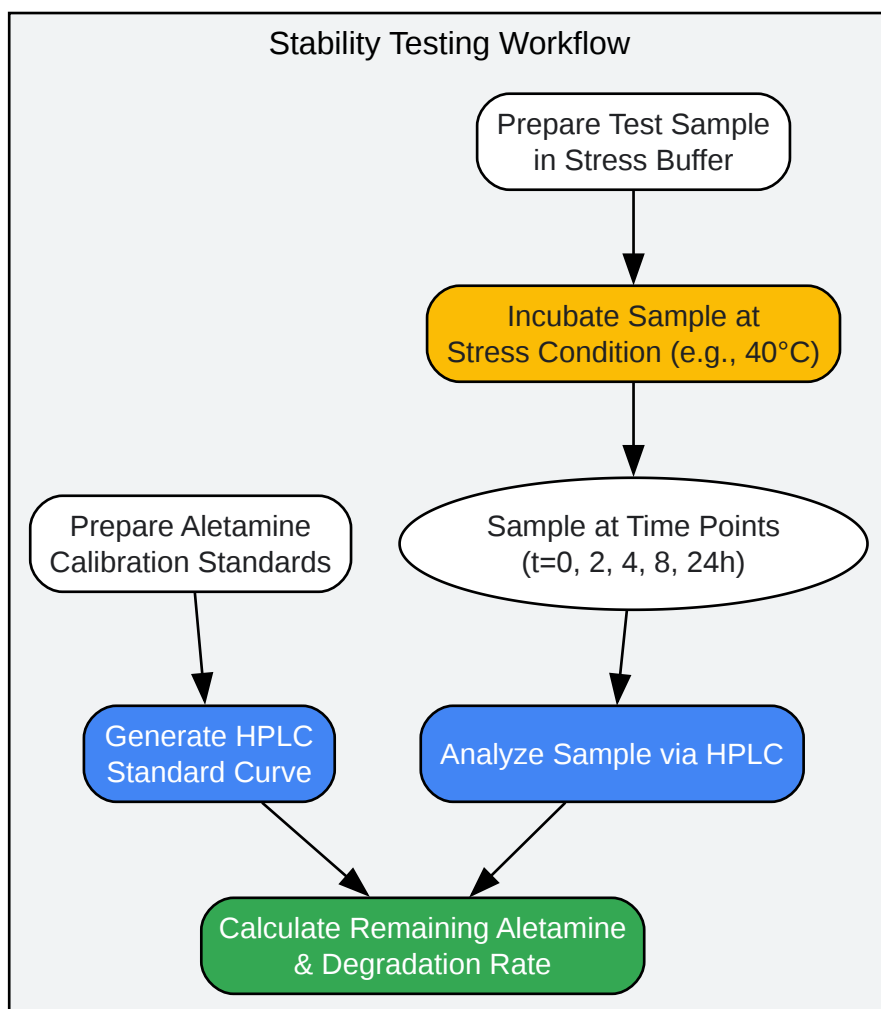 Stability Testing Workflow
Prepare Test Sample
in Stress Buffer
Incubate Sample at
Stress Condition (e.g., 40°C)
Prepare Aletamine
Calibration Standards
Sample at Time Points
(t=0, 2, 4, 8, 24h)
Generate HPLC
Standard Curve
Analyze Sample via HPLC
Calculate Remaining Aletamine
& Degradation Rate